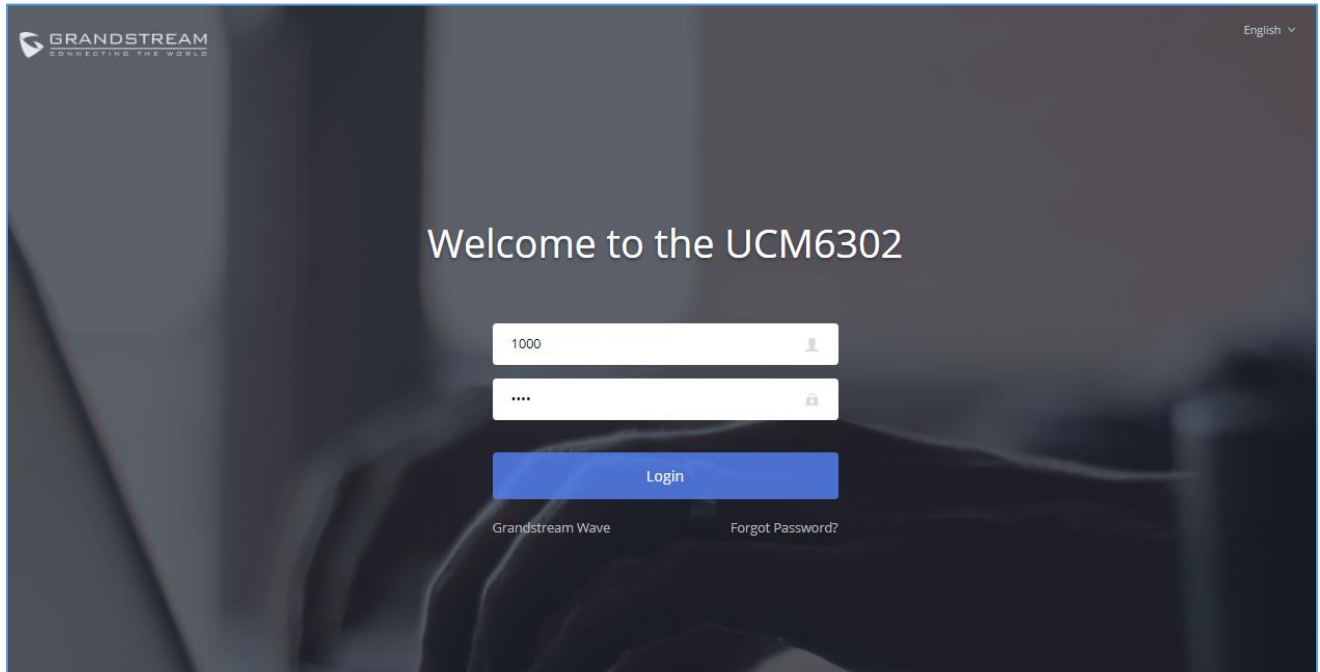 GRANDSTREAM
CONNECTING THE WORLD
English
Welcome to the UCM6302
1000
••••
Login
Grandstream Wave
Forgot Password?